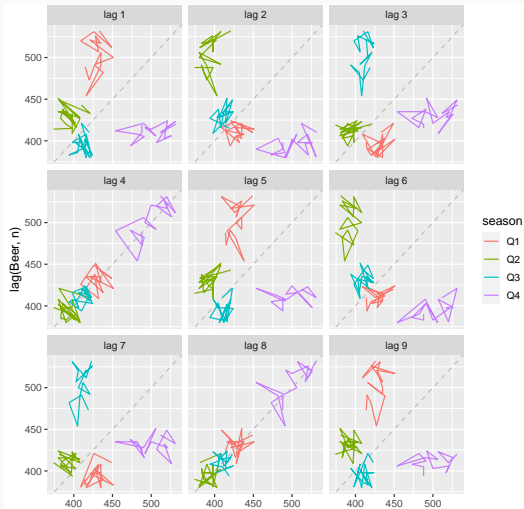 lag 1
lag 2
lag 3
500
450
400
lag 4
lag 5
lag 6
500
450
400
lag(Beer, n)
lag 7
lag 8
lag 9
500
450
400
400 450 500
400 450 500
400 450 500
season
Q1
Q2
Q3
Q4